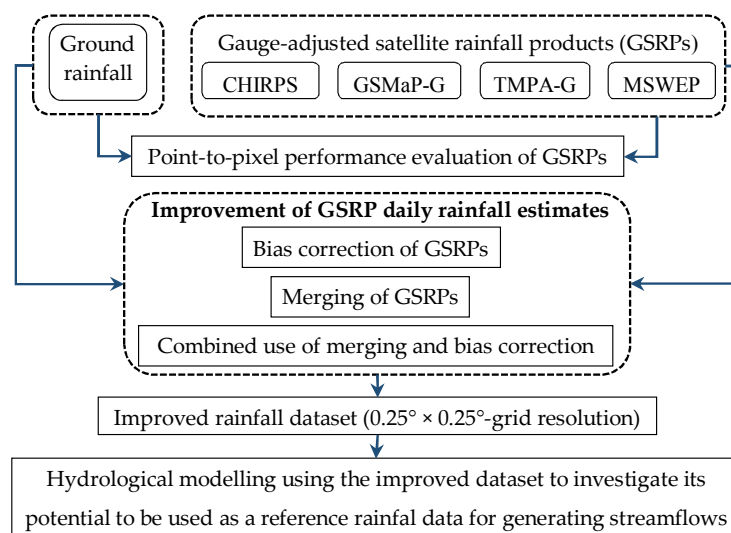 Ground
rainfall
Gauge-adjusted satellite rainfall products (GSRPs)
CHIRPS
GSMaP-G
TMPA-G
MSWEP
Point-to-pixel performance evaluation of GSRPs
Improvement of GSRP daily rainfall estimates
Bias correction of GSRPs
Merging of GSRPs
Combined use of merging and bias correction
Improved rainfall dataset (0.25° × 0.25°-grid resolution)
Hydrological modelling using the improved dataset to investigate its
potential to be used as a reference rainfal data for generating streamflows